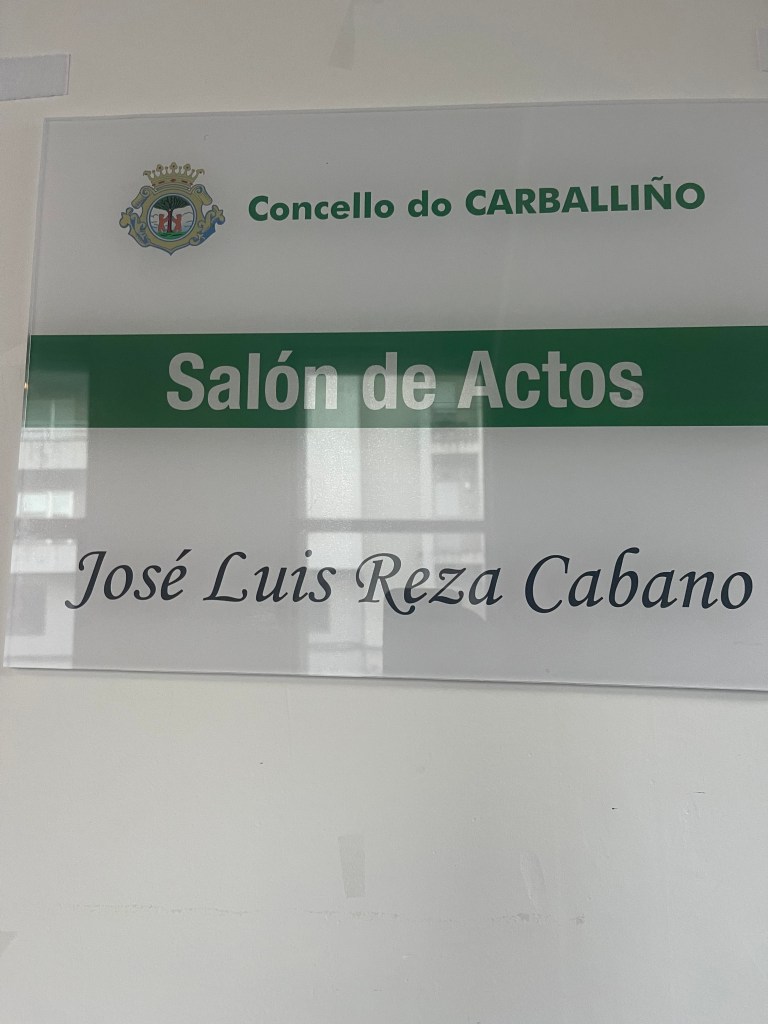 Concello do CARBALLIÑO
Salón de Actos
José Luis Reza Cabano